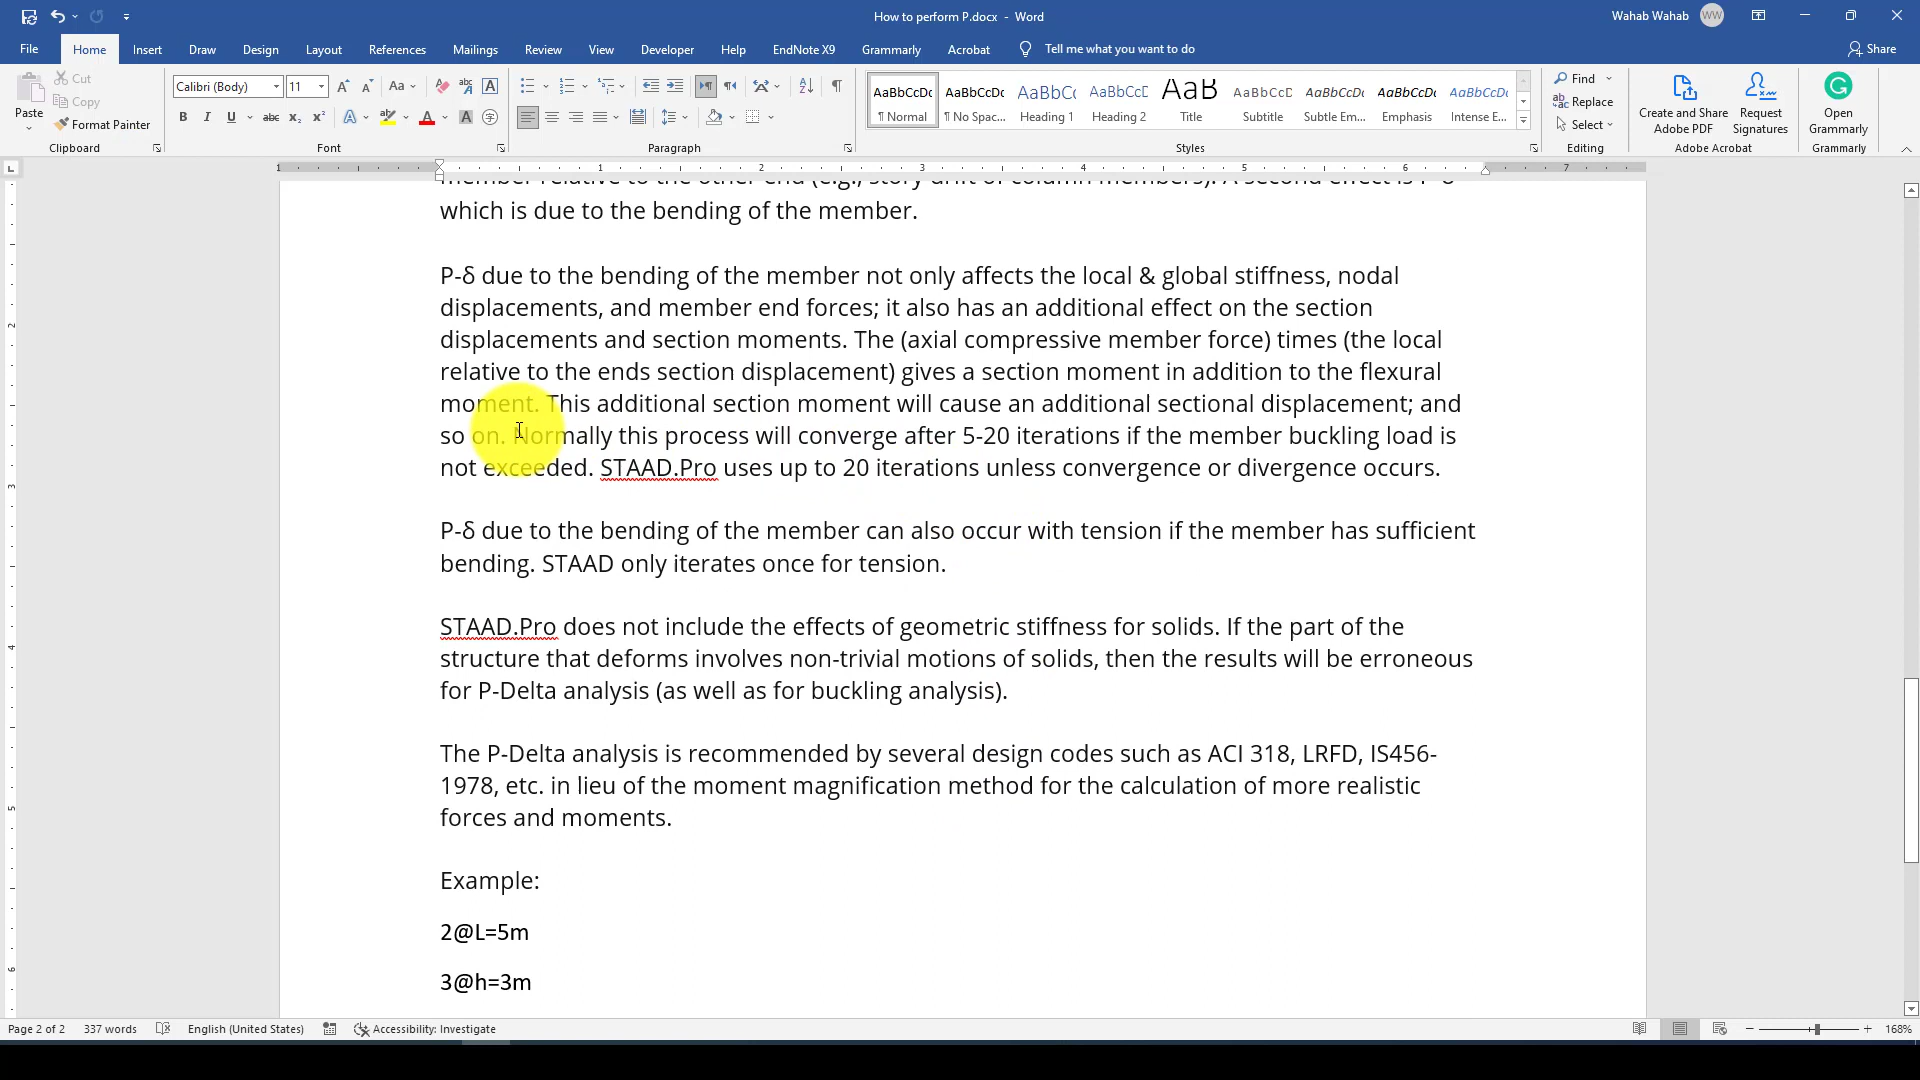 How to perform P.docx - Word
Wahab Wahab
WW
File Home Insert Draw Design Layout References Mailings Review View Developer Help EndNote X9 Grammarly Acrobat Tell me what you want to do Share
Paste
Cut
Copy
Format Painter
Clipboard
Calibri (Body) 11
Font
Paragraph
AaBbCcDc AaBbCcDc AaBbCc AaBbCcC AaB AaBbCcC AaBbCcDc AaBbCcDc AaBbCcDc
¶ Normal ¶ No Spac... Heading 1 Heading 2 Title Subtitle Subtle Em... Emphasis Intense E...
Styles
Find
Replace
Select
Editing
Create and Share Adobe PDF
Request Signatures
Adobe Acrobat
Open Grammarly
Grammarly
1 1 2 3 4 5 6 7
member relative to the other end (e.g., story drift of column members). A second effect is P-δ
which is due to the bending of the member.
P-δ due to the bending of the member not only affects the local & global stiffness, nodal
displacements, and member end forces; it also has an additional effect on the section
displacements and section moments. The (axial compressive member force) times (the local
relative to the ends section displacement) gives a section moment in addition to the flexural
moment. This additional section moment will cause an additional sectional displacement; and
so on. Normally this process will converge after 5-20 iterations if the member buckling load is
not exceeded. STAAD.Pro uses up to 20 iterations unless convergence or divergence occurs.
P-δ due to the bending of the member can also occur with tension if the member has sufficient
bending. STAAD only iterates once for tension.
STAAD.Pro does not include the effects of geometric stiffness for solids. If the part of the
structure that deforms involves non-trivial motions of solids, then the results will be erroneous
for P-Delta analysis (as well as for buckling analysis).
The P-Delta analysis is recommended by several design codes such as ACI 318, LRFD, IS456-
1978, etc. in lieu of the moment magnification method for the calculation of more realistic
forces and moments.
Example:
2@L=5m
3@h=3m
Page 2 of 2 337 words English (United States) Accessibility: Investigate 168%